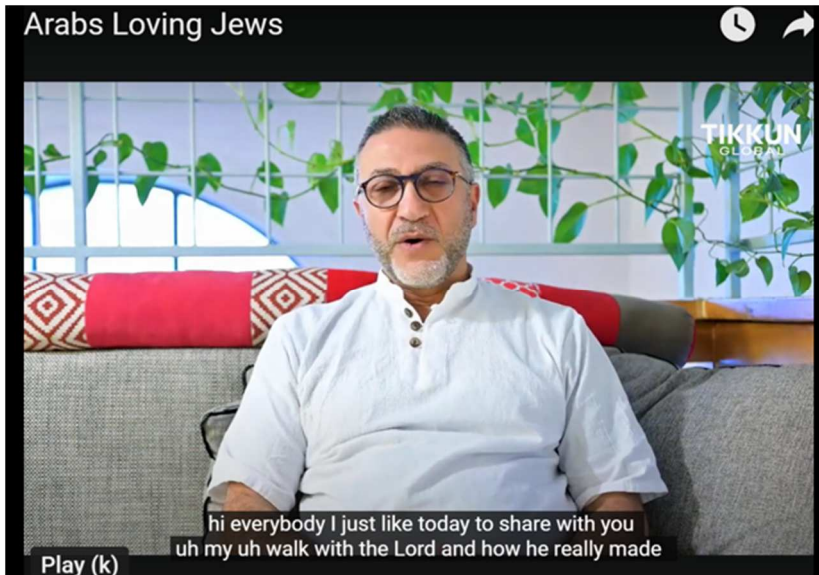 Arabs Loving Jews
TIKKUN
GLOBAL
hi everybody I just like today to share with you
uh my uh walk with the Lord and how he really made
Play (k)